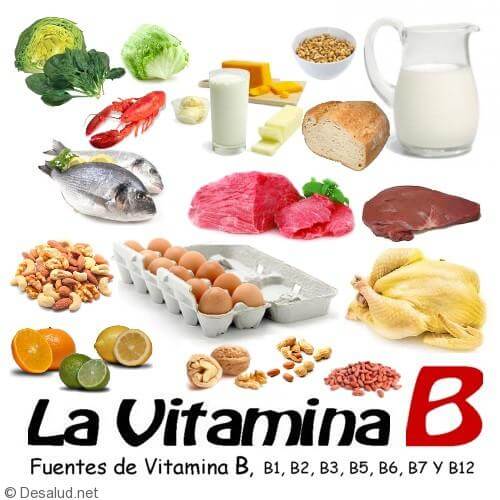 La Vitamina B
Fuentes de Vitamina B, B1, B2, B3, B5, B6, B7 Y B12
© Desalud.net